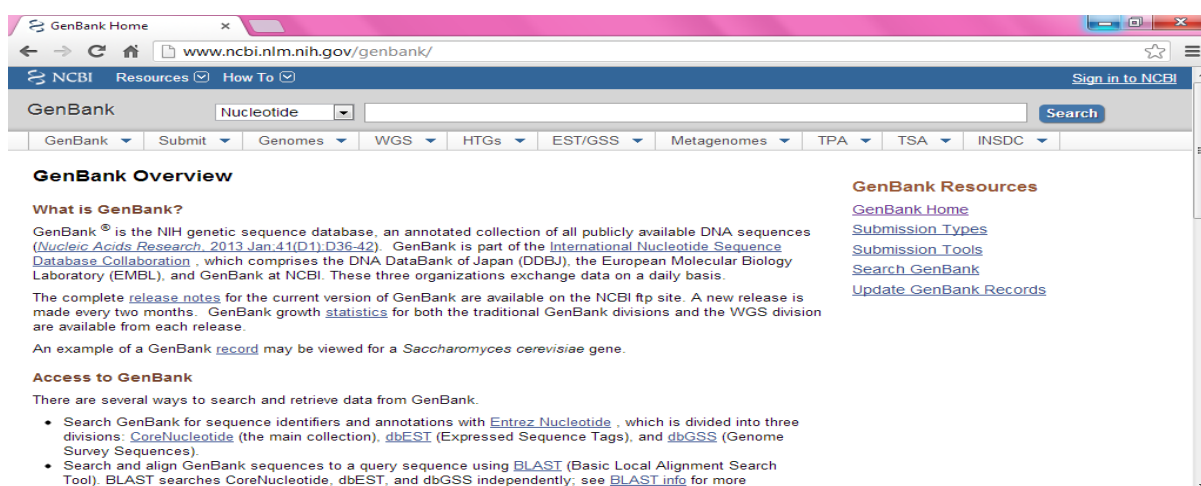 GenBank Home
www.ncbi.nlm.nih.gov/genbank/
NCBI Resources How To Sign in to NCBI
GenBank Nucleotide Search
GenBank Submit Genomes WGS HTGs EST/GSS Metagenomes TPA TSA INSDC
GenBank Overview
What is GenBank?
GenBank ® is the NIH genetic sequence database, an annotated collection of all publicly available DNA sequences
(Nucleic Acids Research, 2013 Jan;41(D1):D36-42). GenBank is part of the International Nucleotide Sequence
Database Collaboration , which comprises the DNA DataBank of Japan (DDBJ), the European Molecular Biology
Laboratory (EMBL), and GenBank at NCBI. These three organizations exchange data on a daily basis.
The complete release notes for the current version of GenBank are available on the NCBI ftp site. A new release is
made every two months. GenBank growth statistics for both the traditional GenBank divisions and the WGS division
are available from each release.
An example of a GenBank record may be viewed for a Saccharomyces cerevisiae gene.
Access to GenBank
There are several ways to search and retrieve data from GenBank.
• Search GenBank for sequence identifiers and annotations with Entrez Nucleotide , which is divided into three
divisions: CoreNucleotide (the main collection), dbEST (Expressed Sequence Tags), and dbGSS (Genome
Survey Sequences).
• Search and align GenBank sequences to a query sequence using BLAST (Basic Local Alignment Search
Tool). BLAST searches CoreNucleotide, dbEST, and dbGSS independently; see BLAST info for more
GenBank Resources
GenBank Home
Submission Types
Submission Tools
Search GenBank
Update GenBank Records